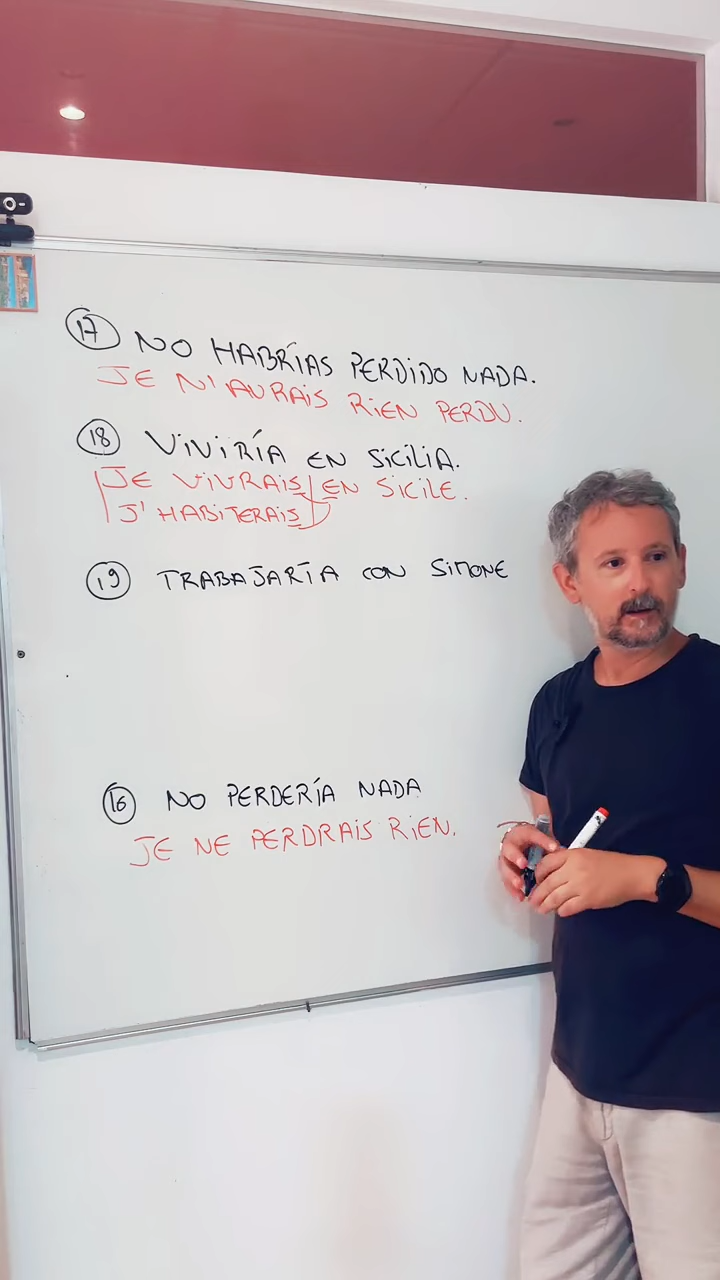 17 NO HABRÍAS PERDIDO NADA.
JE N'AURAIS RIEN PERDU.
18 VIVIRÍA EN SICILIA.
JE VIVRAIS EN SICILE.
J'HABITERAIS
19 TRABAJARÍA CON SIMONE
16 NO PERDERÍA NADA
JE NE PERDRAIS RIEN.